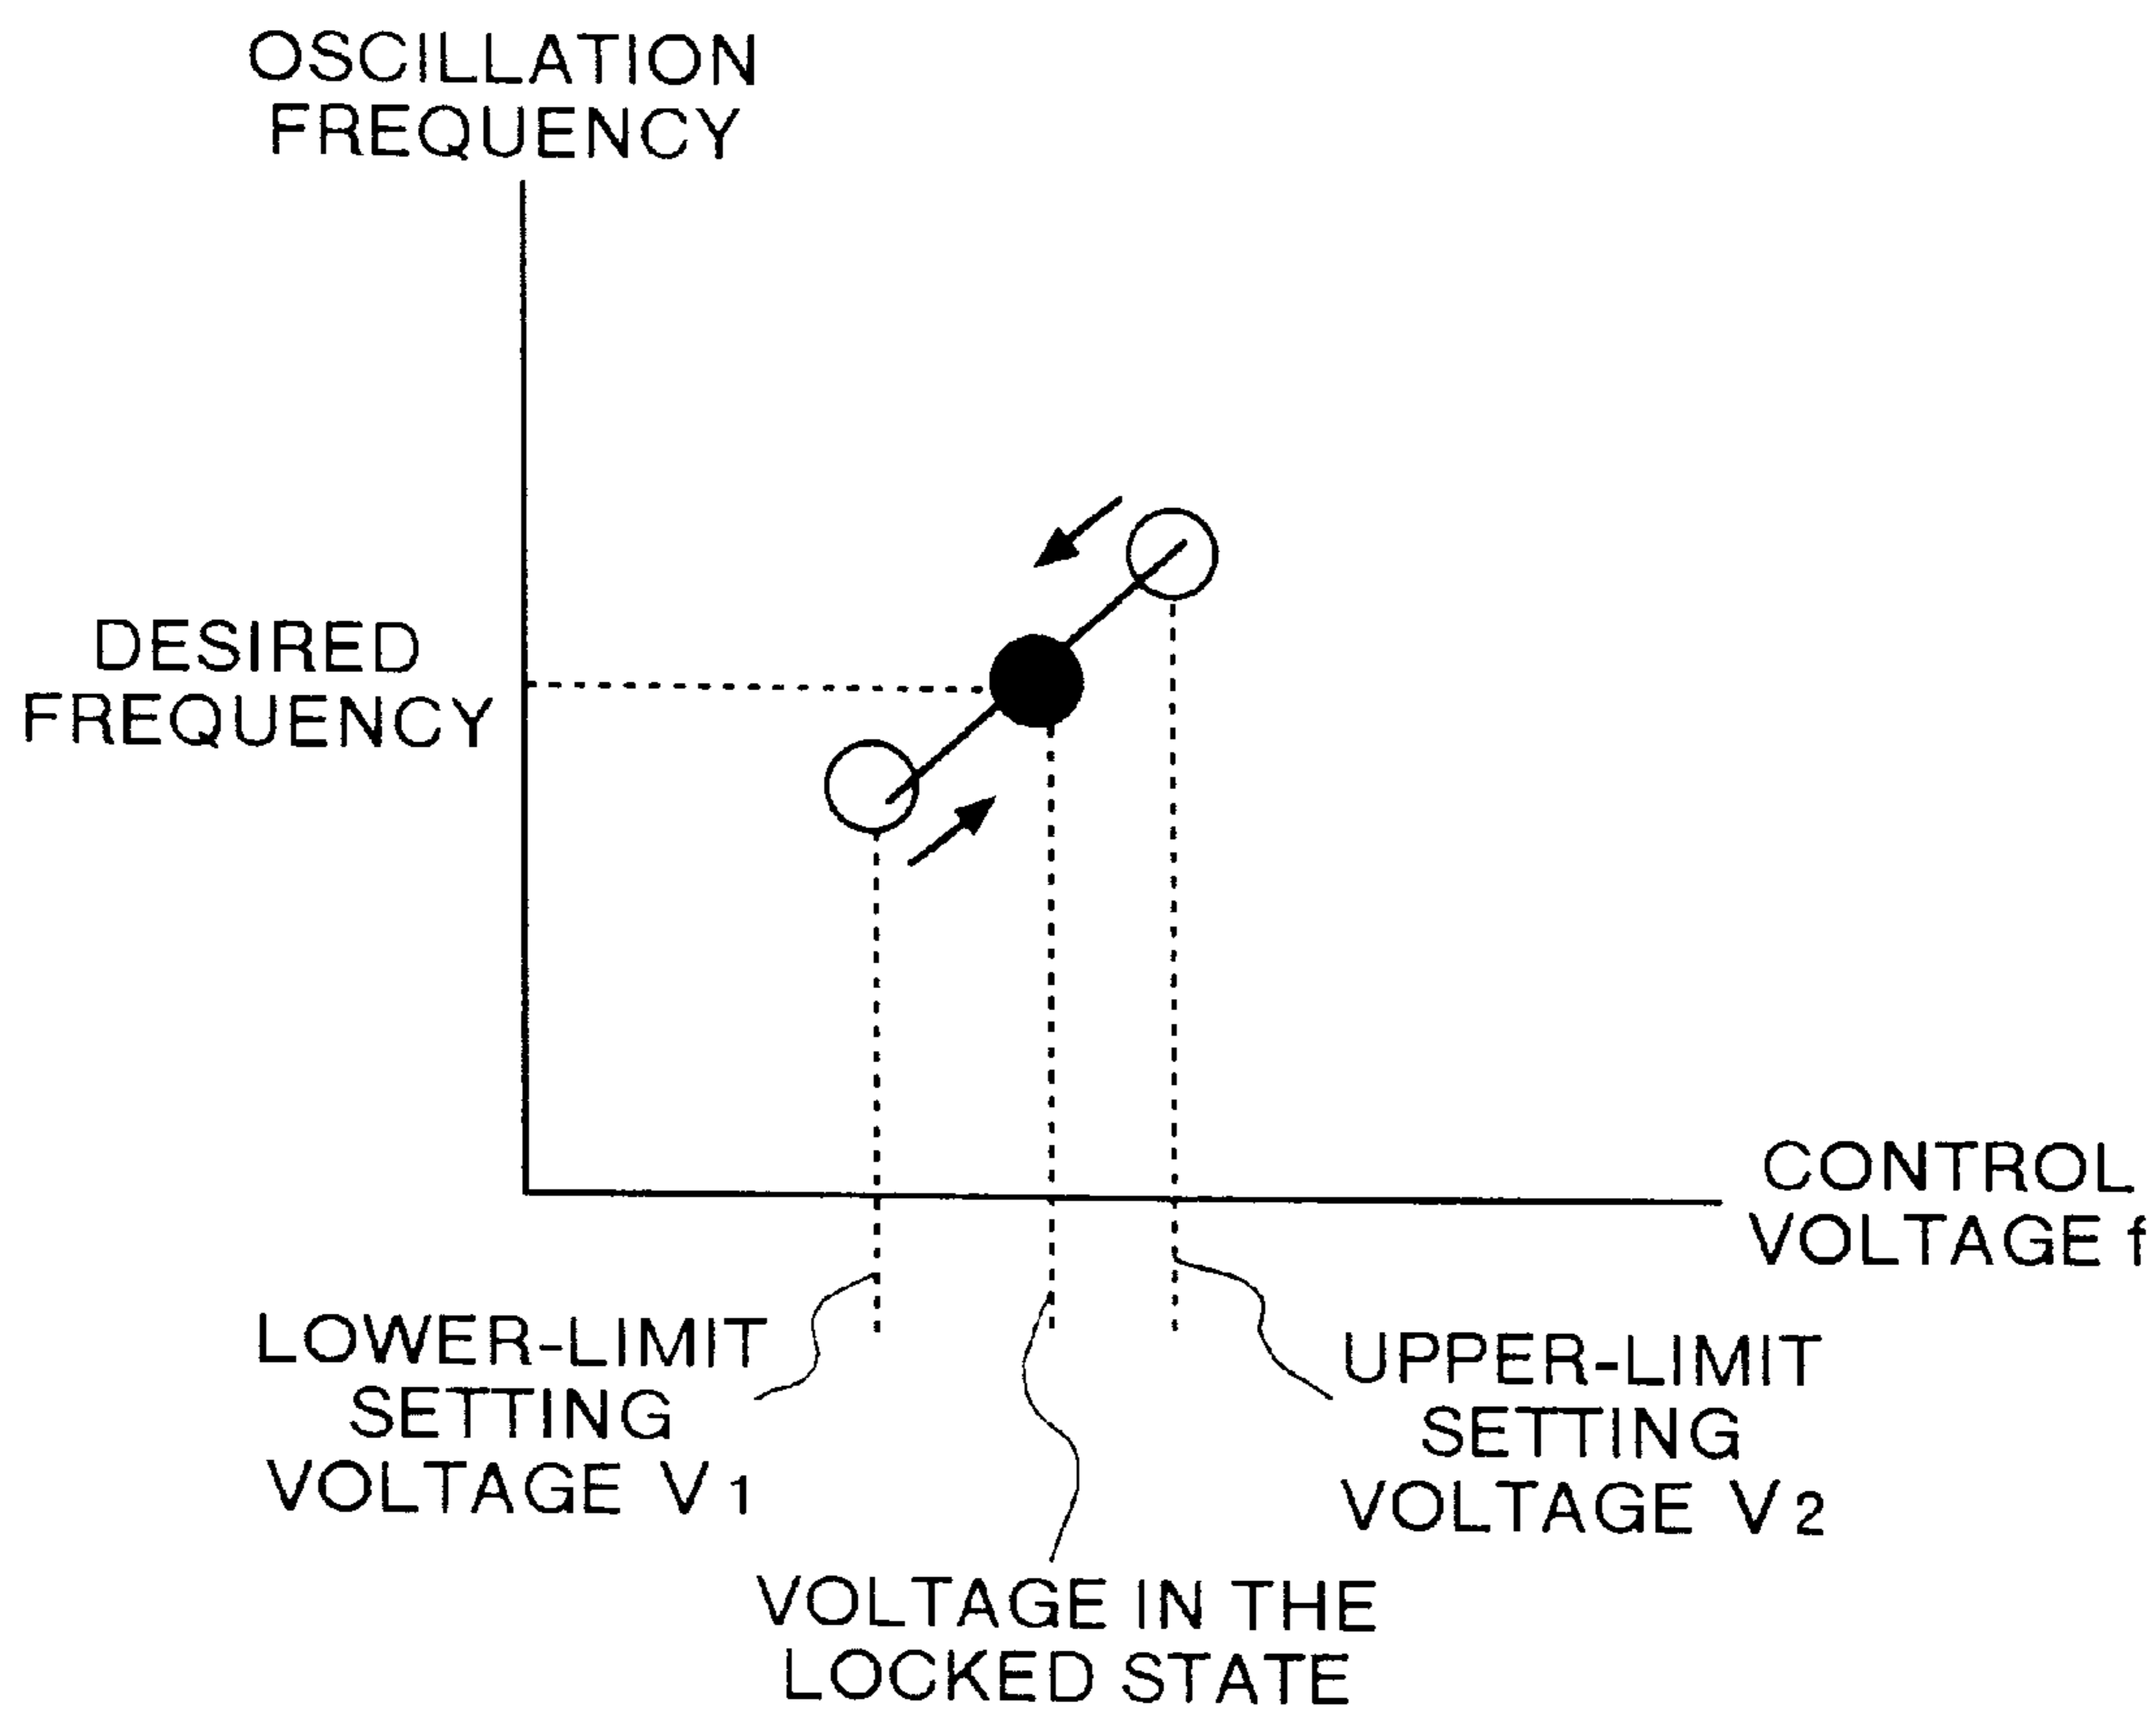 OSCILLATION
FREQUENCY
DESIRED
FREQUENCY
CONTROL
VOLTAGE f
LOWER-LIMIT
SETTING
VOLTAGE V1
UPPER-LIMIT
SETTING
VOLTAGE V2
VOLTAGE IN THE
LOCKED STATE